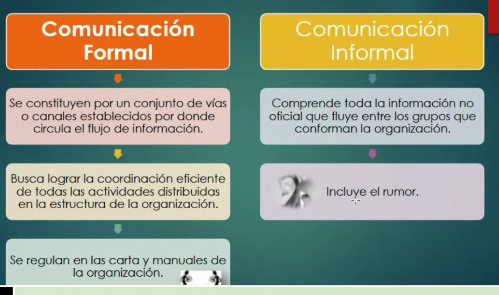 Comunicación
Formal
Se constituyen por un conjunto de vías
o canales establecidos por donde
circula el flujo de información.
Busca lograr la coordinación eficiente
de todas las actividades distribuidas
en la estructura de la organización.
Se regulan en las carta y manuales de
la organización.
Comunicación
Informal
Comprende toda la información no
oficial que fluye entre los grupos que
conforman la organización.
Incluye el rumor.